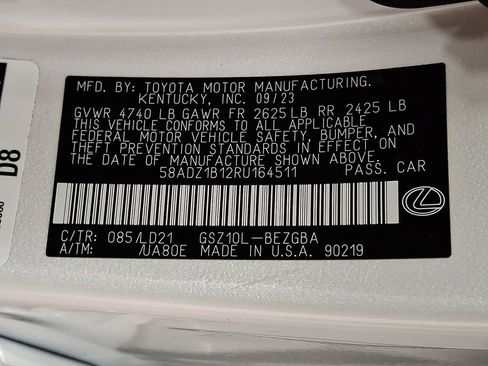 MFD. BY: TOYOTA MOTOR MANUFACTURING.
KENTUCKY, INC. 09/23
GVWR 4740 LB GAWR FR 2625 LB RR 2425 LB
THIS VEHICLE CONFORMS TO ALL APPLICABLE
FEDERAL MOTOR VEHICLE SAFETY, BUMPER, AND
THEFT PREVENTION STANDARDS IN EFFECT ON
THE DATE OF MANUFACTURE SHOWN ABOVE.
58ADZ1B12RU164511 PASS. CAR
C/TR: 085/LD21 GSZ10L-BEZGBA
A/TM: /UA80E MADE IN U.S.A. 90219
D8